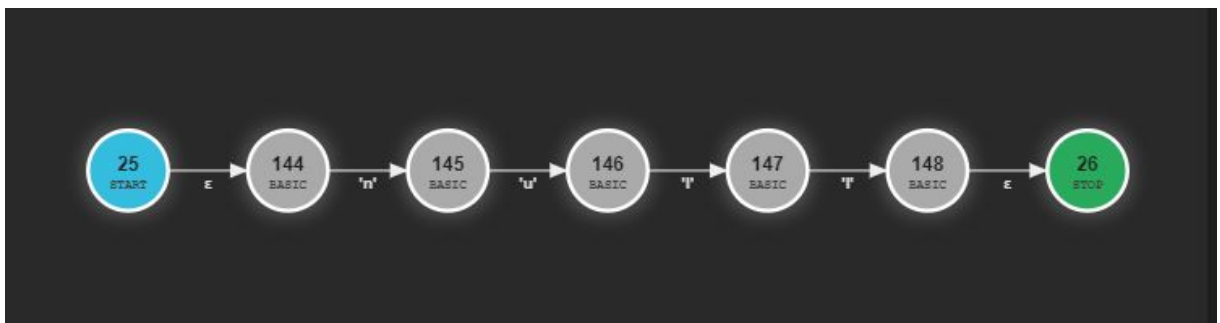 25 144 145 146 147 148 26
START BASIC BASIC BASIC BASIC BASIC STOP
ε 'n' 'u' 'l' 'l' ε